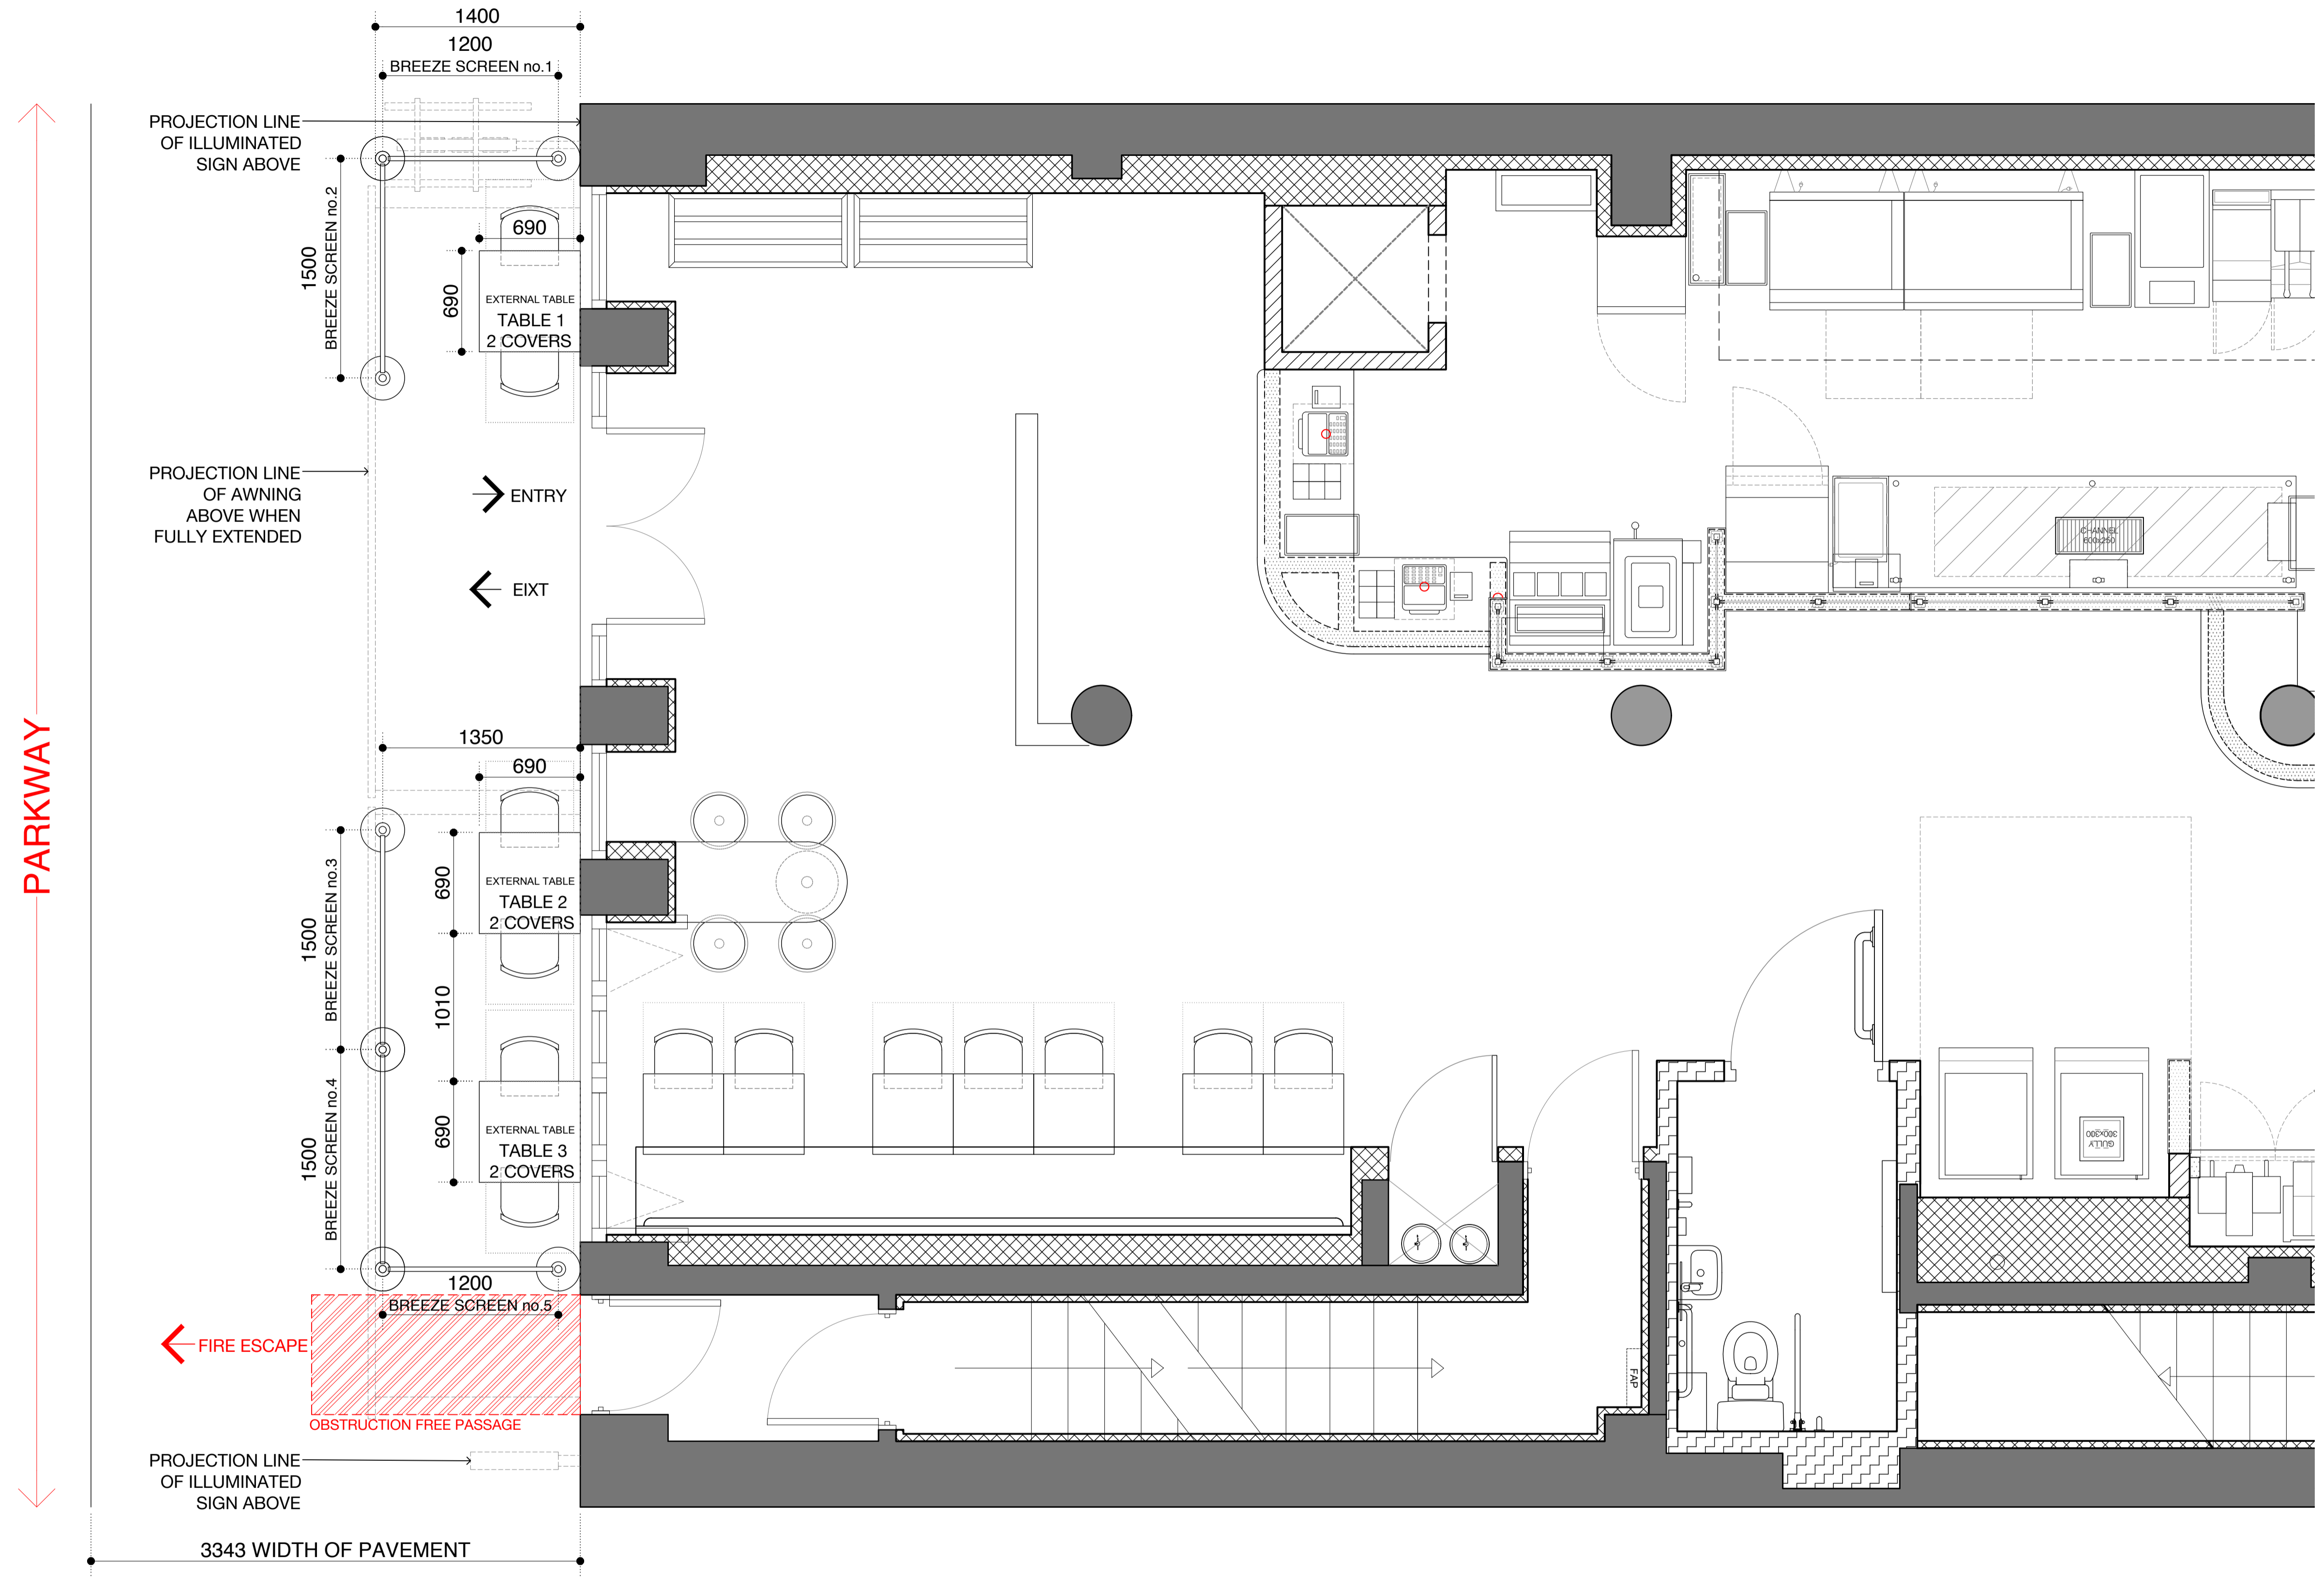 1400
1200
BREEZE SCREEN no.1
PROJECTION LINE
OF ILLUMINATED
SIGN ABOVE
1500
BREEZE SCREEN no.2
690
690
EXTERNAL TABLE
TABLE 1
2 COVERS
PROJECTION LINE
OF AWNING
ABOVE WHEN
FULLY EXTENDED
ENTRY
EIXT
CHANNEL
600x250
PARKWAY
1350
690
1500
BREEZE SCREEN no.3
690
EXTERNAL TABLE
TABLE 2
2 COVERS
1010
1500
BREEZE SCREEN no.4
690
EXTERNAL TABLE
TABLE 3
2 COVERS
GULLY
300x300
1200
BREEZE SCREEN no.5
FIRE ESCAPE
OBSTRUCTION FREE PASSAGE
FAP
PROJECTION LINE
OF ILLUMINATED
SIGN ABOVE
3343 WIDTH OF PAVEMENT